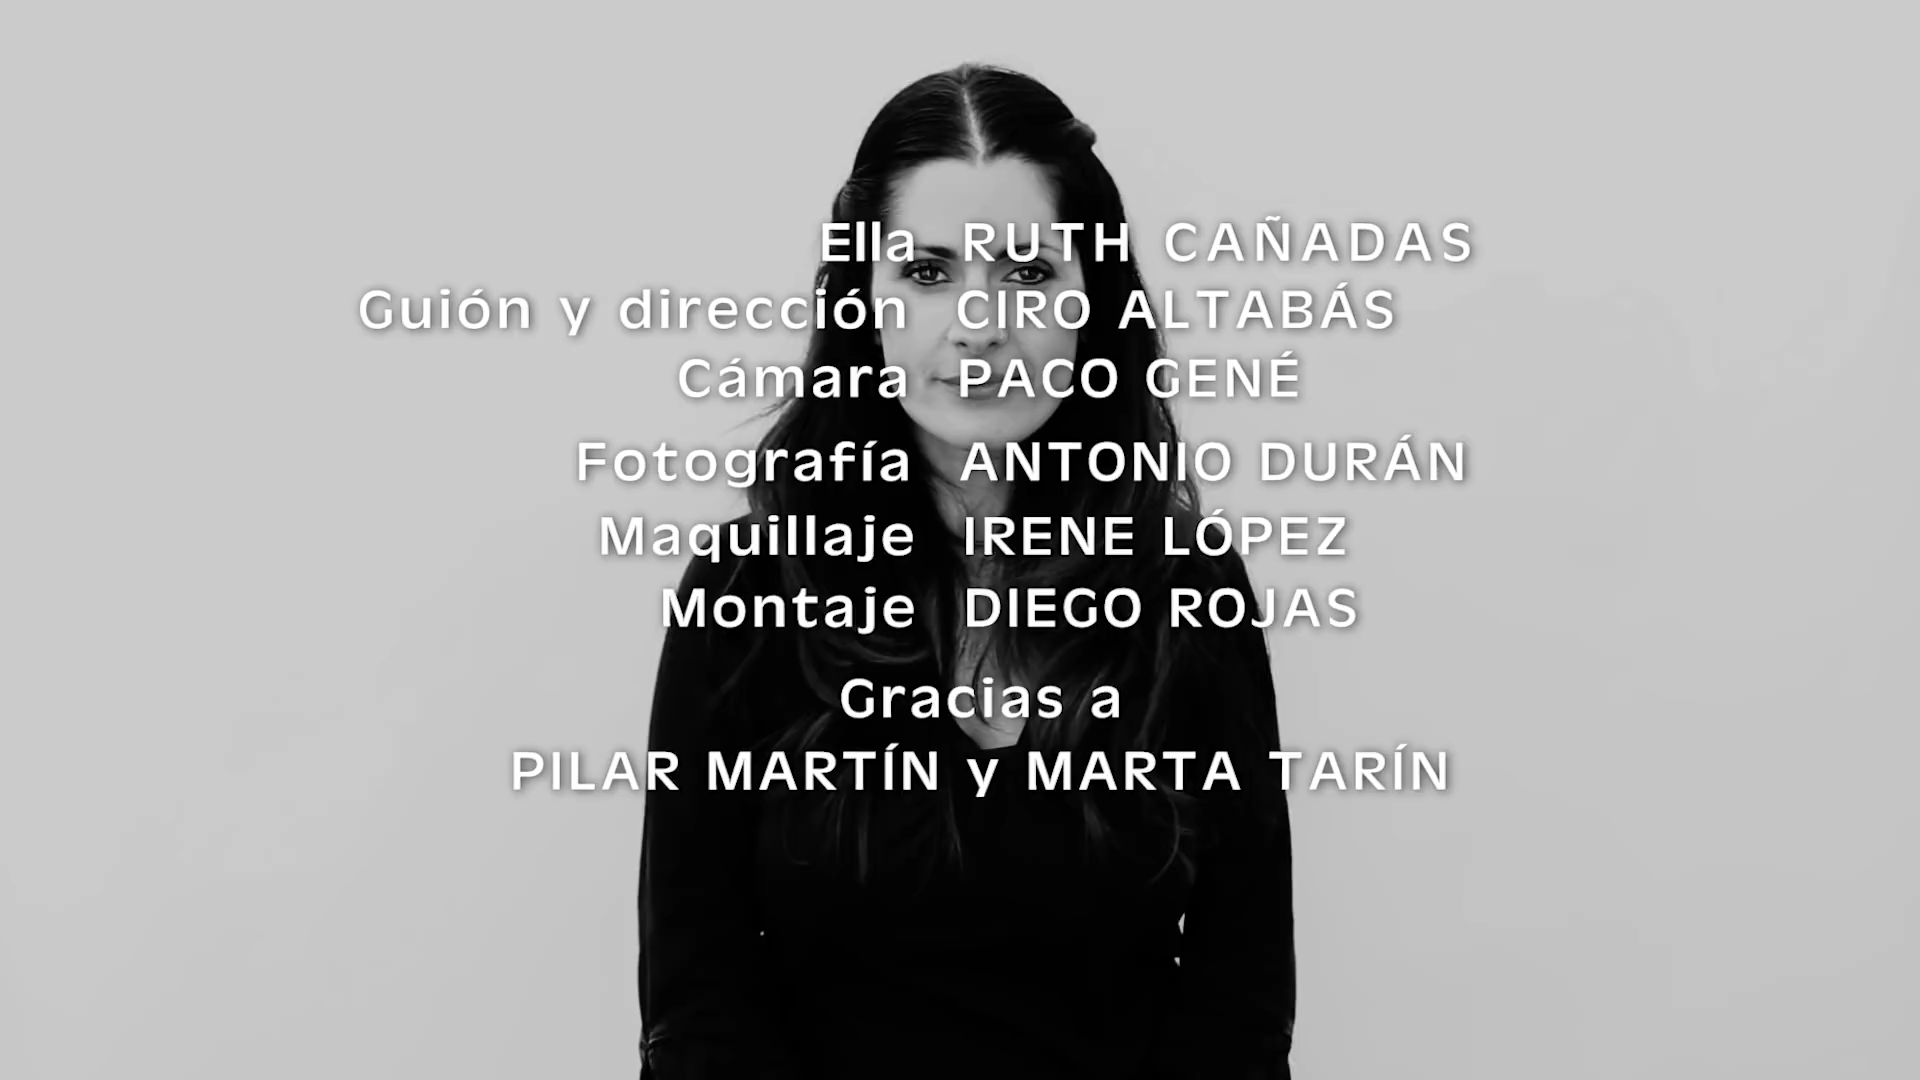 Ella RUTH CAÑADAS
Guión y dirección CIRO ALTABÁS
Cámara PACO GENÉ
Fotografía ANTONIO DURÁN
Maquillaje IRENE LÓPEZ
Montaje DIEGO ROJAS
Gracias a
PILAR MARTÍN y MARTA TARÍN